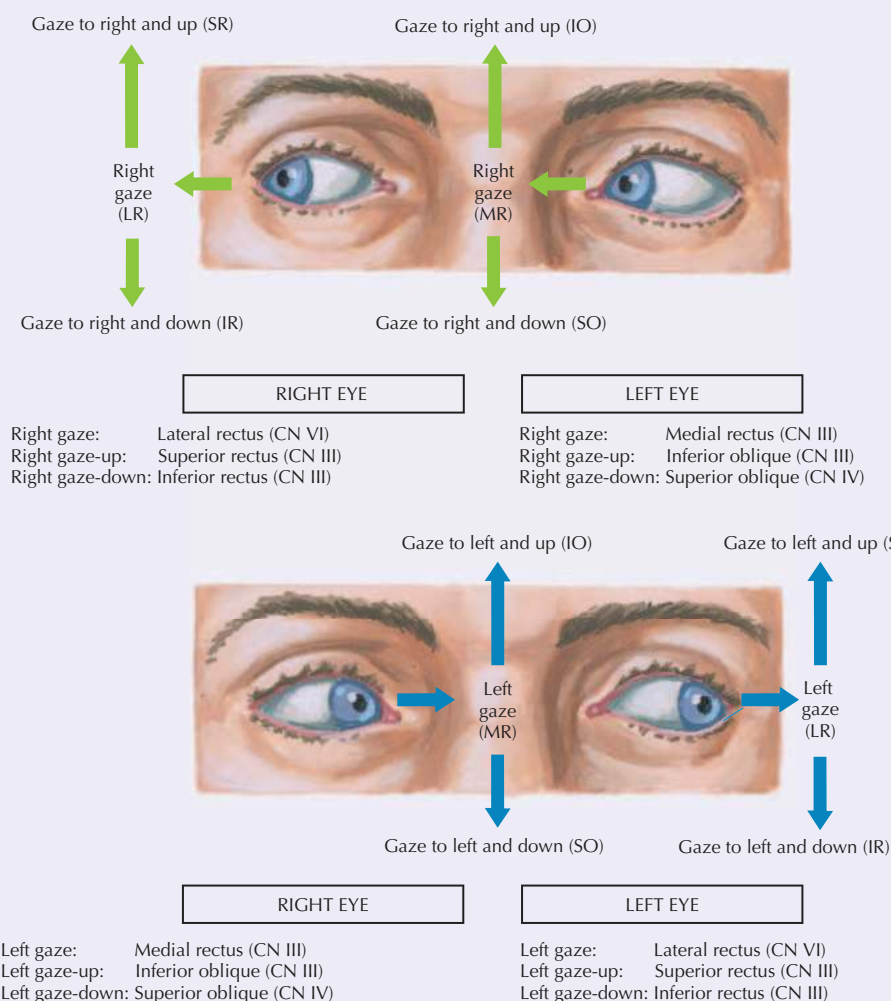 Gaze to right and up (SR)
Gaze to right and up (IO)
Right
gaze
(LR)
Right
gaze
(MR)
Gaze to right and down (IR)
Gaze to right and down (SO)
RIGHT EYE
Right gaze: Lateral rectus (CN VI)
Right gaze-up: Superior rectus (CN III)
Right gaze-down: Inferior rectus (CN III)
LEFT EYE
Right gaze: Medial rectus (CN III)
Right gaze-up: Inferior oblique (CN III)
Right gaze-down: Superior oblique (CN IV)
Gaze to left and up (IO)
Gaze to left and up (S
Left
gaze
(MR)
Left
gaze
(LR)
Gaze to left and down (SO)
Gaze to left and down (IR)
RIGHT EYE
Left gaze: Medial rectus (CN III)
Left gaze-up: Inferior oblique (CN III)
Left gaze-down: Superior oblique (CN IV)
LEFT EYE
Left gaze: Lateral rectus (CN VI)
Left gaze-up: Superior rectus (CN III)
Left gaze-down: Inferior rectus (CN III)